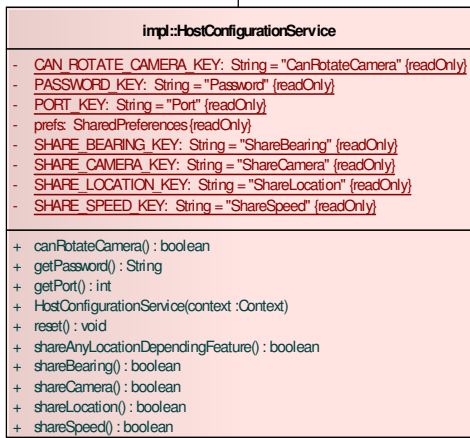 impl::HostConfigurationService
- CAN_ROTATE_CAMERA_KEY: String = "CanRotateCamera" {readOnly}
- PASSWORD_KEY: String = "Password" {readOnly}
- PORT_KEY: String = "Port" {readOnly}
- prefs: SharedPreferences {readOnly}
- SHARE_BEARING_KEY: String = "ShareBearing" {readOnly}
- SHARE_CAMERA_KEY: String = "ShareCamera" {readOnly}
- SHARE_LOCATION_KEY: String = "ShareLocation" {readOnly}
- SHARE_SPEED_KEY: String = "ShareSpeed" {readOnly}
+ canRotateCamera() : boolean
+ getPassword() : String
+ getPort() : int
+ HostConfigurationService(context :Context)
+ reset() : void
+ shareAnyLocationDependingFeature() : boolean
+ shareBearing() : boolean
+ shareCamera() : boolean
+ shareLocation() : boolean
+ shareSpeed() : boolean